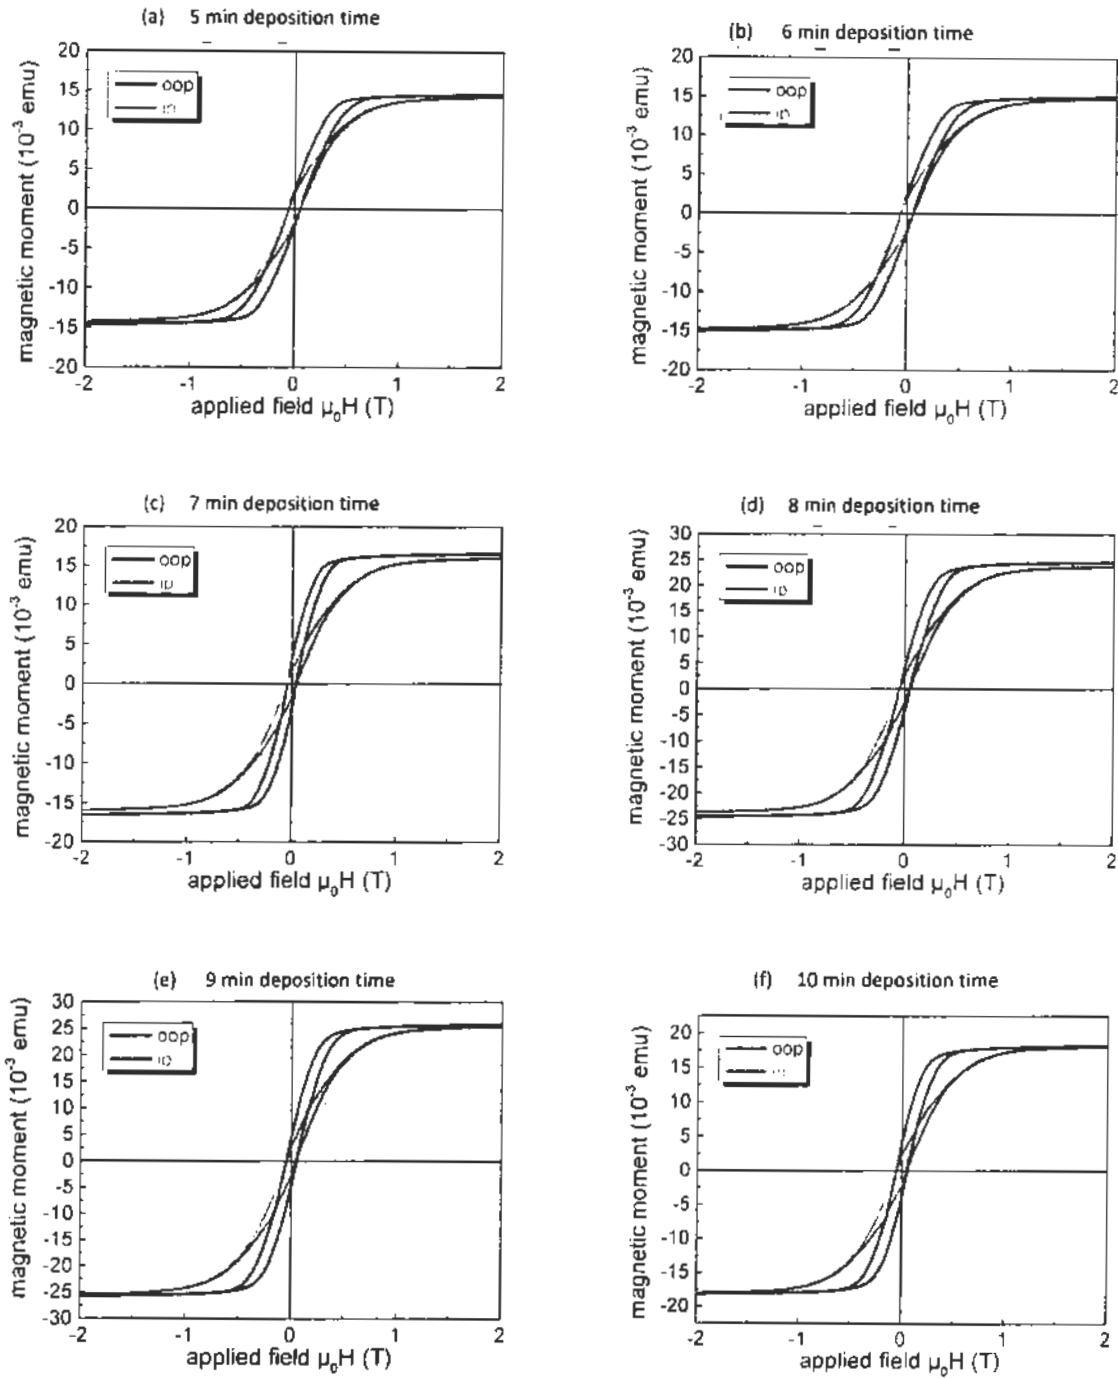 (a) 5 min deposition time
20
15
10
5
0
-5
-10
-15
-20
magnetic moment (10⁻³ emu)
oop
ip
-2 -1 0 1 2
applied field μ₀H (T)
(b) 6 min deposition time
20
15
10
5
0
-5
-10
-15
-20
magnetic moment (10⁻³ emu)
oop
ip
-2 -1 0 1 2
applied field μ₀H (T)
(c) 7 min deposition time
20
15
10
5
0
-5
-10
-15
-20
magnetic moment (10⁻³ emu)
oop
ip
-2 -1 0 1 2
applied field μ₀H (T)
(d) 8 min deposition time
30
25
20
15
10
5
0
-5
-10
-15
-20
-25
-30
magnetic moment (10⁻³ emu)
oop
ip
-2 -1 0 1 2
applied field μ₀H (T)
(e) 9 min deposition time
30
25
20
15
10
5
0
-5
-10
-15
-20
-25
-30
magnetic moment (10⁻³ emu)
oop
ip
-2 -1 0 1 2
applied field μ₀H (T)
(f) 10 min deposition time
20
15
10
5
0
-5
-10
-15
-20
magnetic moment (10⁻³ emu)
oop
-2 -1 0 1 2
applied field μ₀H (T)